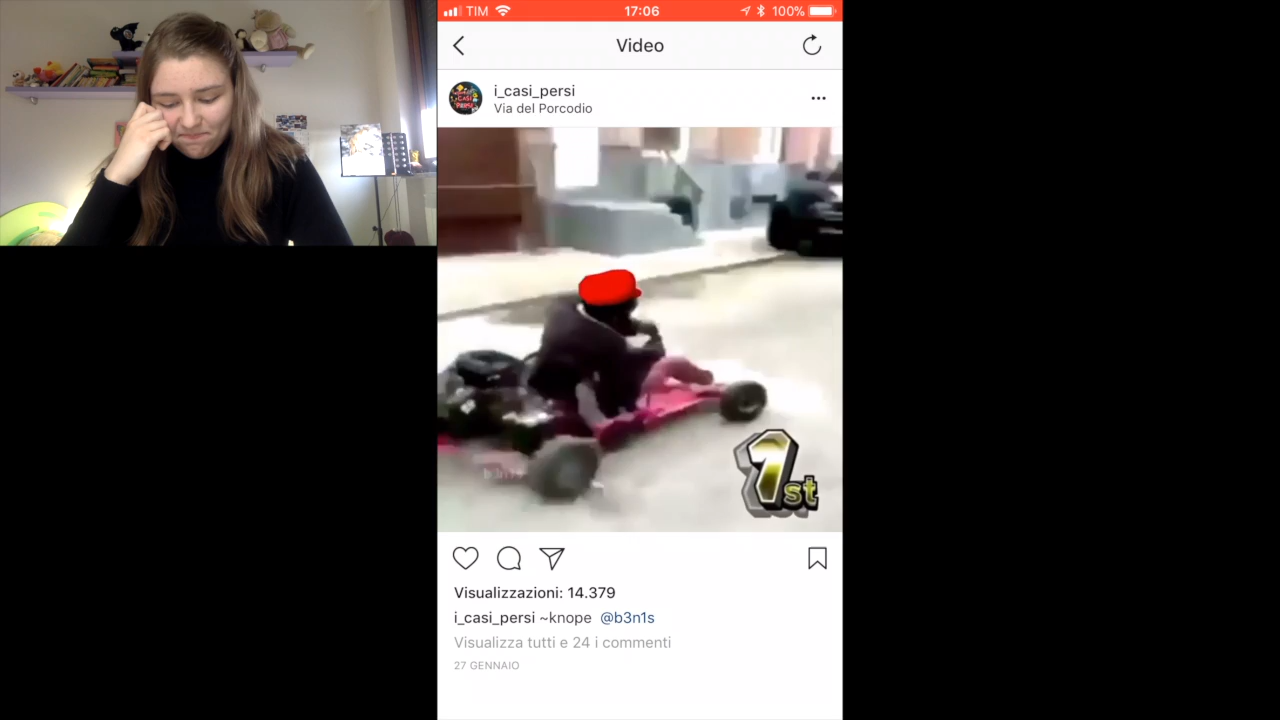 TIM 17:06 100%
Video
i_casi_persi
Via del Porcodio
b3n1s
1st
Visualizzazioni: 14.379
i_casi_persi ~knope @b3n1s
Visualizza tutti e 24 i commenti
27 GENNAIO